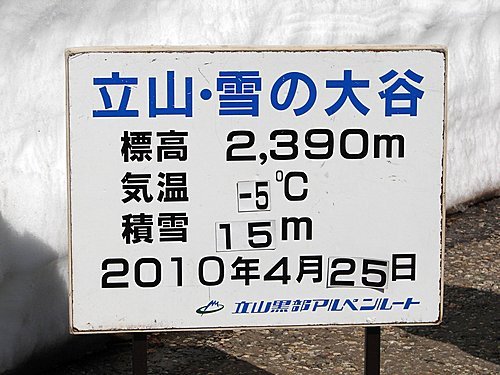 立山・雪の大谷
標高 2,390m
気温 -5℃
積雪 15m
2010年4月25日
立山黒部アルペンルート